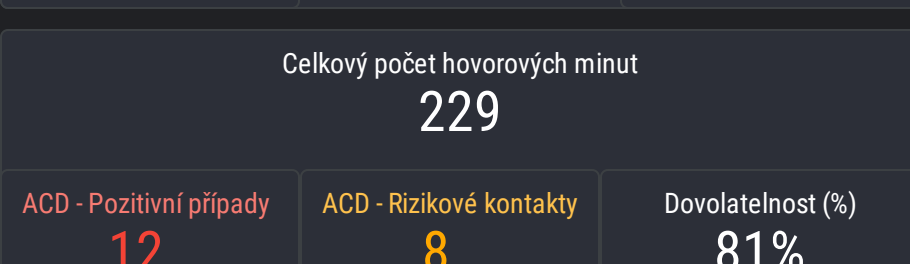 Celkový počet hovorových minut
229
ACD - Pozitivní případy
ACD - Rizikové kontakty
Dovolatelnost (%)
12
8
81%